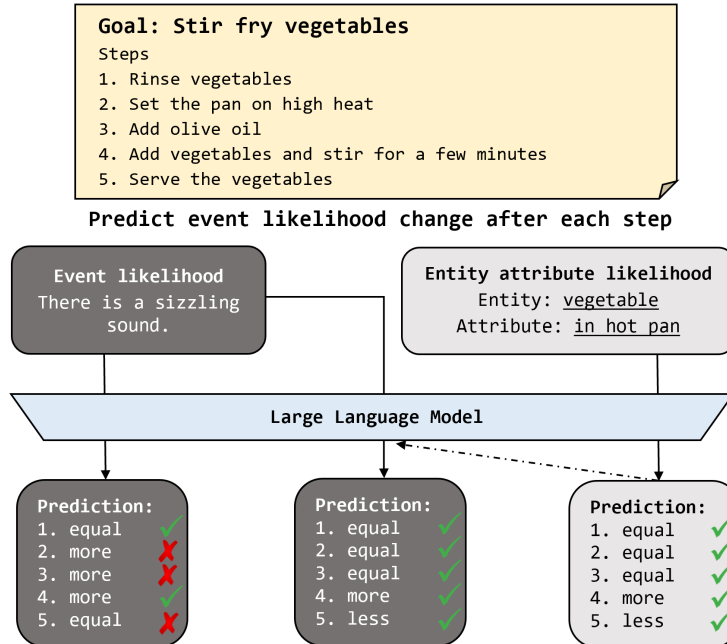 Goal: Stir fry vegetables
Steps
1. Rinse vegetables
2. Set the pan on high heat
3. Add olive oil
4. Add vegetables and stir for a few minutes
5. Serve the vegetables
Predict event likelihood change after each step
Event likelihood
There is a sizzling
sound.
Entity attribute likelihood
Entity: vegetable
Attribute: in hot pan
Large Language Model
Prediction:
1. equal
2. more
3. more
4. more
5. equal
Prediction:
1. equal
2. equal
3. equal
4. more
5. less
Prediction:
1. equal
2. equal
3. equal
4. more
5. less